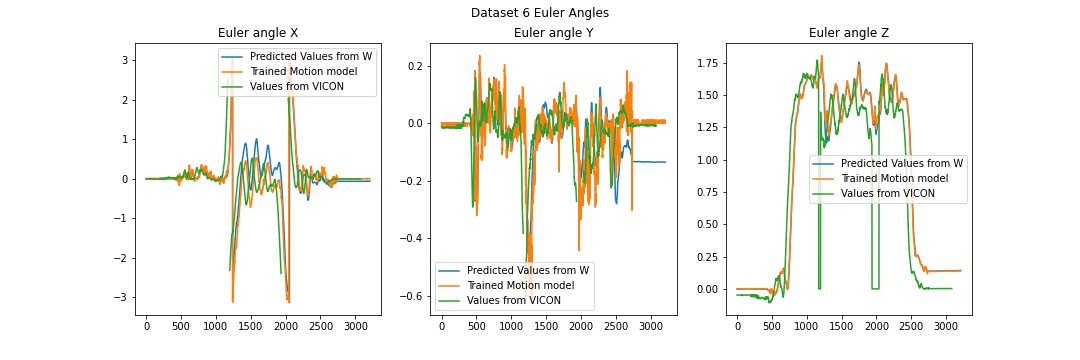 Dataset 6 Euler Angles
Euler angle X
3
2
1
0
−1
−2
−3
0 500 1000 1500 2000 2500 3000
Predicted Values from W
Trained Motion model
Values from VICON
Euler angle Y
0.2
0.0
−0.2
−0.4
−0.6
0 500 1000 1500 2000 2500 3000
Predicted Values from W
Trained Motion model
Values from VICON
Euler angle Z
1.75
1.50
1.25
1.00
0.75
0.50
0.25
0.00
0 500 1000 1500 2000 2500 3000
Predicted Values from W
Trained Motion model
Values from VICON